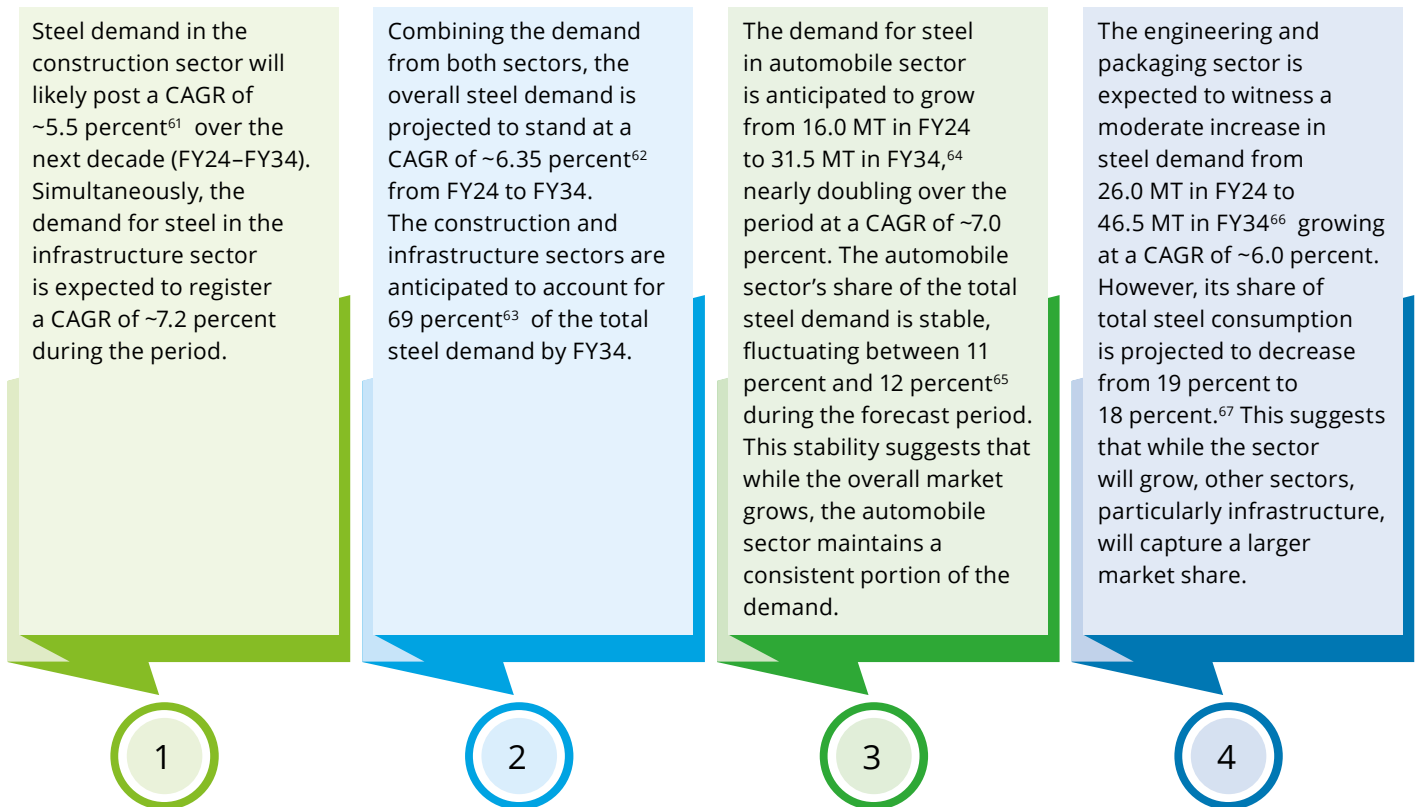 Steel demand in the
construction sector will
likely post a CAGR of
~5.5 percent⁶¹ over the
next decade (FY24–FY34).
Simultaneously, the
demand for steel in the
infrastructure sector
is expected to register
a CAGR of ~7.2 percent
during the period.
1
Combining the demand
from both sectors, the
overall steel demand is
projected to stand at a
CAGR of ~6.35 percent⁶²
from FY24 to FY34.
The construction and
infrastructure sectors are
anticipated to account for
69 percent⁶³ of the total
steel demand by FY34.
2
The demand for steel
in automobile sector
is anticipated to grow
from 16.0 MT in FY24
to 31.5 MT in FY34,⁶⁴
nearly doubling over the
period at a CAGR of ~7.0
percent. The automobile
sector’s share of the total
steel demand is stable,
fluctuating between 11
percent and 12 percent⁶⁵
during the forecast period.
This stability suggests that
while the overall market
grows, the automobile
sector maintains a
consistent portion of the
demand.
3
The engineering and
packaging sector is
expected to witness a
moderate increase in
steel demand from
26.0 MT in FY24 to
46.5 MT in FY34⁶⁶ growing
at a CAGR of ~6.0 percent.
However, its share of
total steel consumption
is projected to decrease
from 19 percent to
18 percent.⁶⁷ This suggests
that while the sector
will grow, other sectors,
particularly infrastructure,
will capture a larger
market share.
4